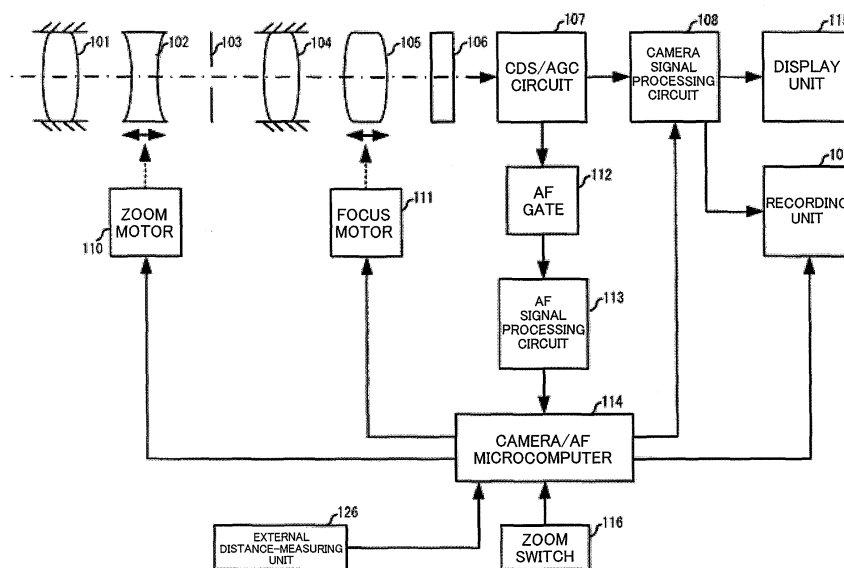 107
108
115
101
102
103
104
105
106
CDS/AGC
CIRCUIT
CAMERA
SIGNAL
PROCESSING
CIRCUIT
DISPLAY
UNIT
112
AF
GATE
RECORDING
UNIT
110
ZOOM
MOTOR
111
FOCUS
MOTOR
113
AF
SIGNAL
PROCESSING
CIRCUIT
114
CAMERA/AF
MICROCOMPUTER
126
EXTERNAL
DISTANCE-MEASURING
UNIT
116
ZOOM
SWITCH